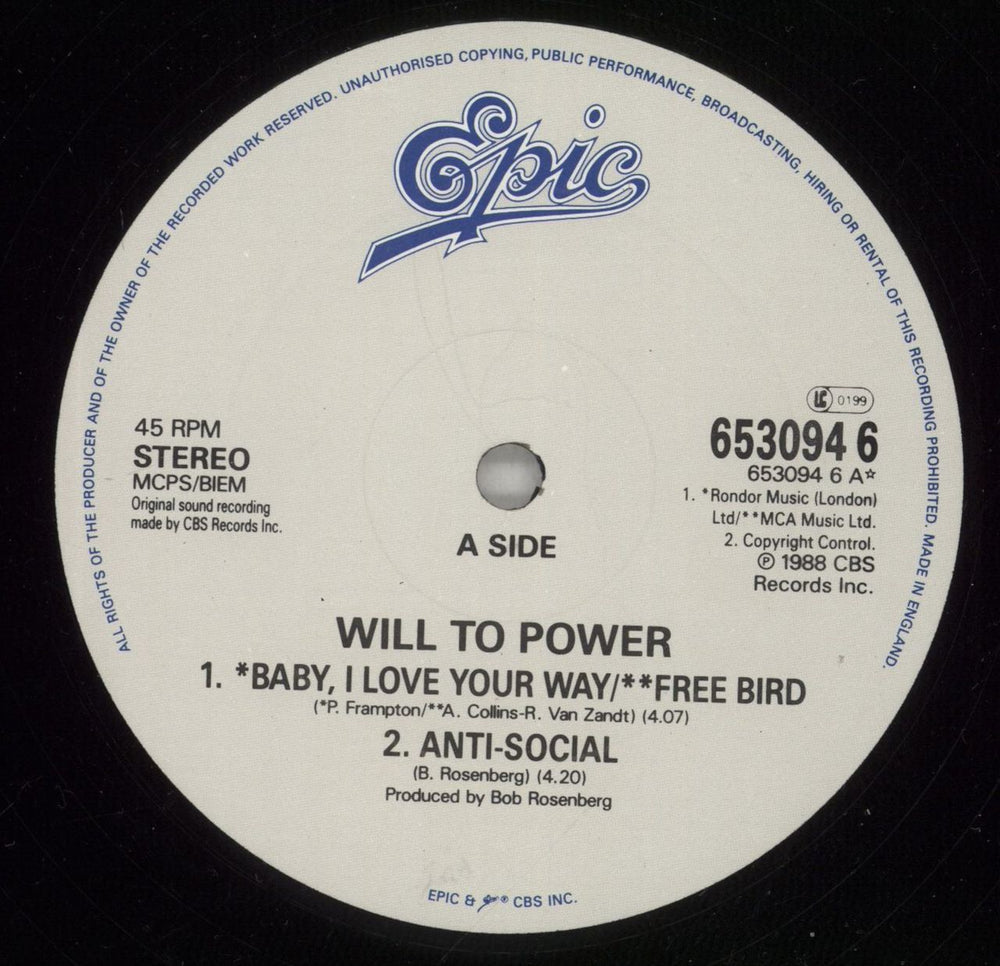 ALL RIGHTS OF THE PRODUCER AND OF THE OWNER OF THE RECORDED WORK RESERVED. UNAUTHORISED COPYING, PUBLIC PERFORMANCE, BROADCASTING, HIRING OR RENTAL OF THIS RECORDING PROHIBITED. MADE IN ENGLAND.
Epic
45 RPM
STEREO
MCPS/BIEM
Original sound recording
made by CBS Records Inc.
LC 0199
653094 6
653094 6 A☆
1. *Rondor Music (London)
Ltd/**MCA Music Ltd.
2. Copyright Control.
℗ 1988 CBS
Records Inc.
A SIDE
WILL TO POWER
1. *BABY, I LOVE YOUR WAY/**FREE BIRD
(*P. Frampton/**A. Collins-R. Van Zandt) (4.07)
2. ANTI-SOCIAL
(B. Rosenberg) (4.20)
Produced by Bob Rosenberg
EPIC & ® CBS INC.